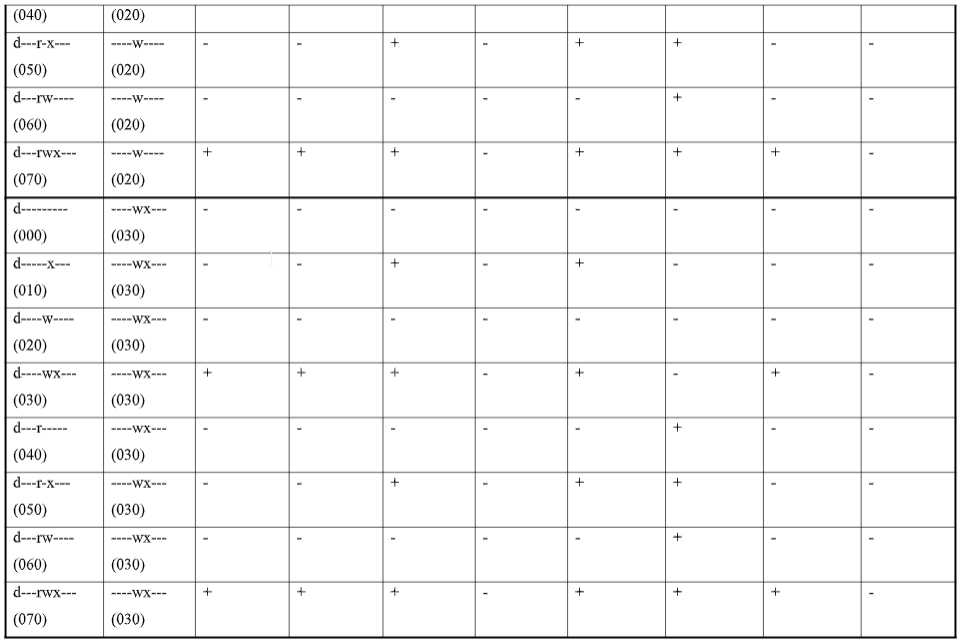 (040) (020)
d---r-x--- ----w---- - - + - + + - -
(050) (020)
d---rw---- ----w---- - - - - - + - -
(060) (020)
d---rwx--- ----w---- + + + - + + + -
(070) (020)
d--------- ----wx--- - - - - - - - -
(000) (030)
d-----x--- ----wx--- - - + - + - - -
(010) (030)
d----w---- ----wx--- - - - - - - - -
(020) (030)
d----wx--- ----wx--- + + + - + - + -
(030) (030)
d---r----- ----wx--- - - - - - + - -
(040) (030)
d---r-x--- ----wx--- - - + - + + - -
(050) (030)
d---rw---- ----wx--- - - - - - + - -
(060) (030)
d---rwx--- ----wx--- + + + - + + + -
(070) (030)